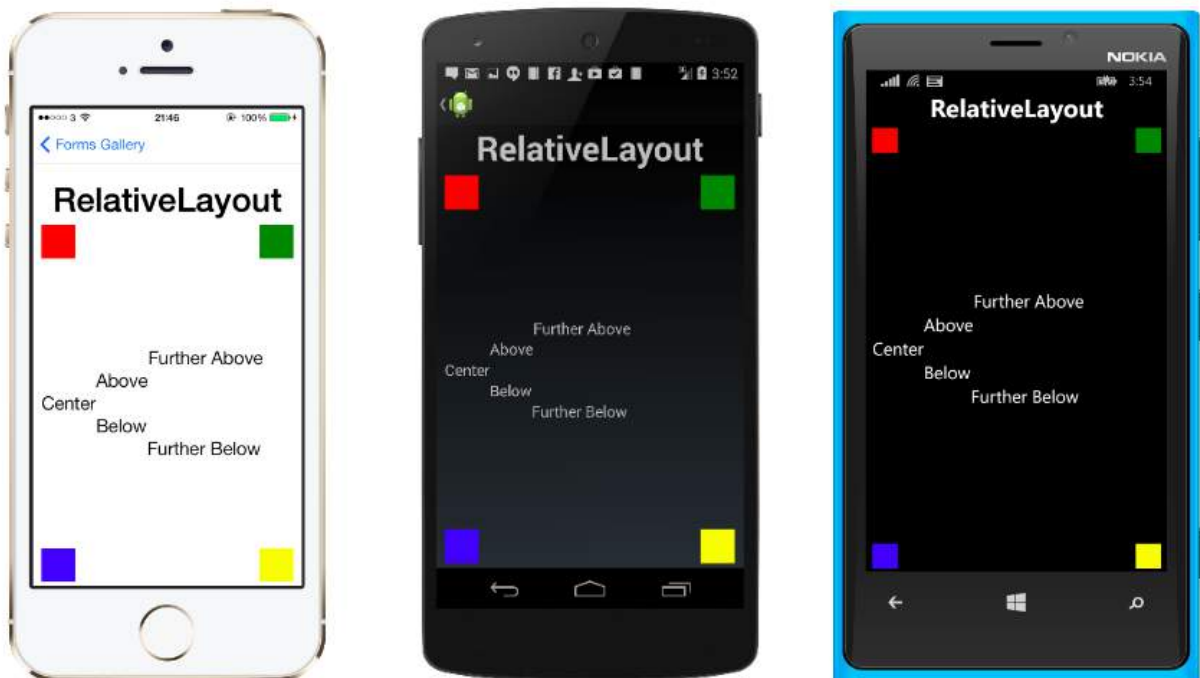 3
21:46
100%
Forms Gallery
RelativeLayout
Further Above
Above
Center
Below
Further Below
3:52
RelativeLayout
Further Above
Above
Center
Below
Further Below
NOKIA
3:54
RelativeLayout
Further Above
Above
Center
Below
Further Below